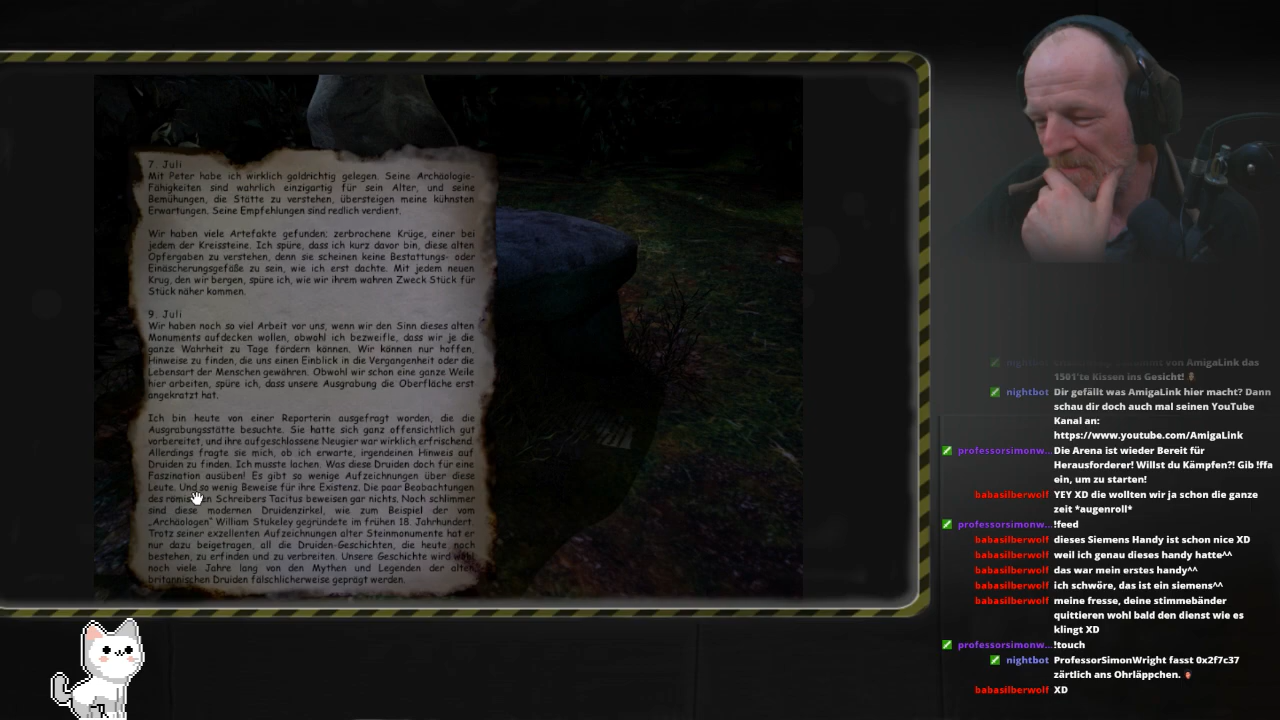 7. Juli
Mit Peter habe ich wirklich goldrichtig gelegen. Seine Archäologie-
Fähigkeiten sind wahrlich einzigartig für sein Alter, und seine
Bemühungen, die Stätte zu verstehen, übersteigen meine kühnsten
Erwartungen. Seine Empfehlungen sind redlich verdient.
Wir haben viele Artefakte gefunden; zerbrochene Krüge, einer bei
jedem der Kreissteine. Ich spüre, dass ich kurz davor bin, diese alten
Opfergaben zu verstehen, denn sie scheinen keine Bestattungs- oder
Einäscherungsgefäße zu sein, wie ich erst dachte. Mit jedem neuen
Krug, den wir bergen, spüre ich, wie wir ihrem wahren Zweck Stück für
Stück näher kommen.
9. Juli
Wir haben noch so viel Arbeit vor uns, wenn wir den Sinn dieses alten
Monuments aufdecken wollen, obwohl ich bezweifle, dass wir je die
ganze Wahrheit zu Tage fördern können. Wir können nur hoffen,
Hinweise zu finden, die uns einen Einblick in die Vergangenheit oder die
Lebensart der Menschen gewähren. Obwohl wir schon eine ganze Weile
hier arbeiten, spüre ich, dass unsere Ausgrabung die Oberfläche erst
angekratzt hat.
Ich bin heute von einer Reporterin ausgefragt worden, die die
Ausgrabungsstätte besuchte. Sie hatte sich ganz offensichtlich gut
vorbereitet, und ihre aufgeschlossene Neugier war wirklich erfrischend.
Allerdings fragte sie mich, ob ich erwarte, irgendeinen Hinweis auf
Druiden zu finden. Ich musste lachen. Was diese Druiden doch für eine
Faszination ausüben! Es gibt so wenige Aufzeichnungen über diese
Leute. Und so wenig Beweise für ihre Existenz. Die paar Beobachtungen
des Schreibers Tacitus beweisen gar nichts. Noch schlimmer
sind diese modernen Druidenzirkel, wie zum Beispiel der vom
„Archäologen" William Stukeley gegründete im frühen 18. Jahrhundert.
Trotz seiner exzellenten Aufzeichnungen alter Steinmonumente hat er
nur dazu beigetragen, all die Druiden-Geschichten, die heute noch
bestehen, zu erfinden und zu verbreiten. Unsere Geschichte wird wohl
noch viele Jahre lang von den Mythen und Legenden der alten
britannischen Druiden fälschlicherweise geprägt werden.
nightbot von AmigaLink das
1501'te Kissen ins Gesicht!
nightbot Dir gefällt was AmigaLink hier macht? Dann
schau dir doch auch mal seinen YouTube
Kanal an:
https://www.youtube.com/AmigaLink
professorsimonw... Die Arena ist wieder Bereit für
Herausforderer! Willst du Kämpfen?! Gib !ffa
ein, um zu starten!
babasilberwolf YEY XD die wollten wir ja schon die ganze
zeit *augenroll*
professorsimonw... !feed
babasilberwolf dieses Siemens Handy ist schon nice XD
babasilberwolf weil ich genau dieses handy hatte^^
babasilberwolf das war mein erstes handy^^
babasilberwolf ich schwöre, das ist ein siemens^^
babasilberwolf meine fresse, deine stimmebänder
quittieren wohl bald den dienst wie es
klingt XD
professorsimonw... !touch
nightbot ProfessorSimonWright fasst 0x2f7c37
zärtlich ans Ohrläppchen.
babasilberwolf XD